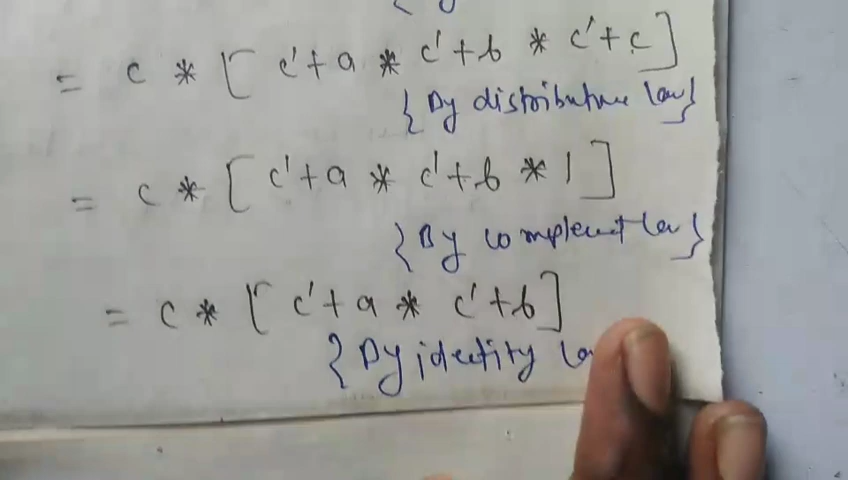 = c * [ c'+a * c'+b * c'+c ]
{By distributive law}
= c * [ c'+a * c'+b * 1 ]
{By complement law}
= c * [ c'+a * c'+b ]
{By identity